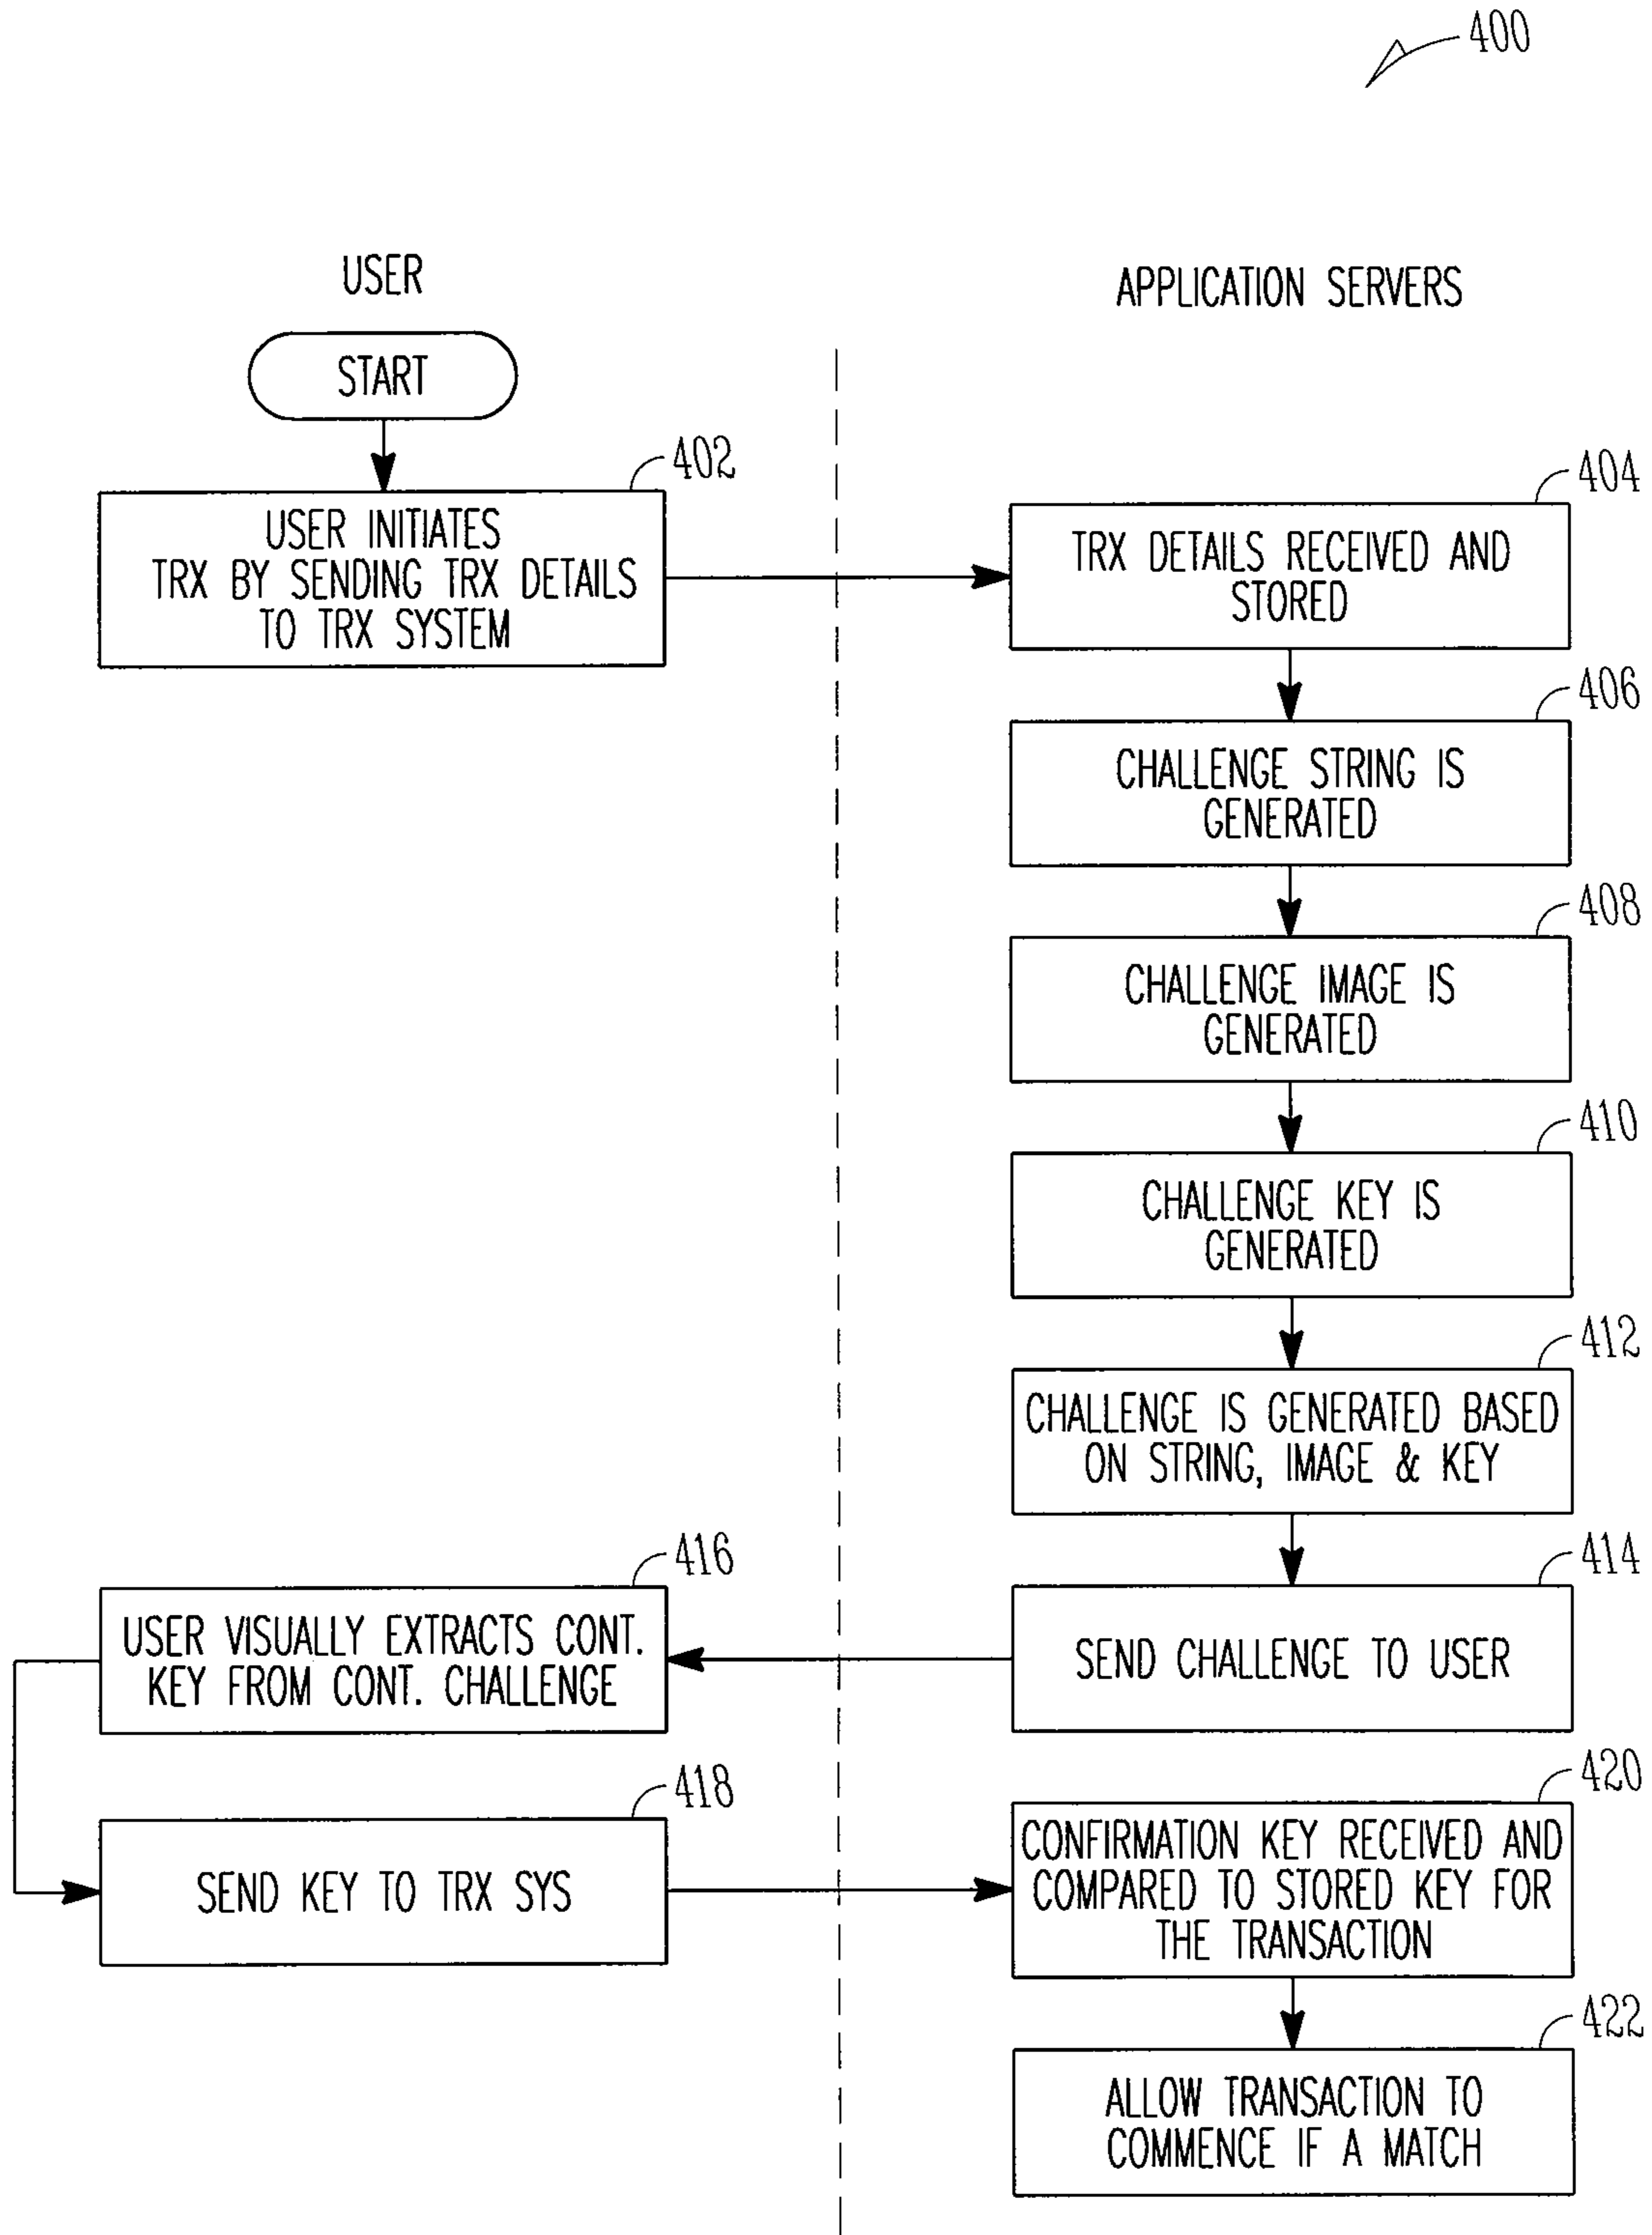 400
USER
APPLICATION SERVERS
START
402
USER INITIATES
TRX BY SENDING TRX DETAILS
TO TRX SYSTEM
404
TRX DETAILS RECEIVED AND
STORED
406
CHALLENGE STRING IS
GENERATED
408
CHALLENGE IMAGE IS
GENERATED
410
CHALLENGE KEY IS
GENERATED
412
CHALLENGE IS GENERATED BASED
ON STRING, IMAGE & KEY
414
SEND CHALLENGE TO USER
416
USER VISUALLY EXTRACTS CONT.
KEY FROM CONT. CHALLENGE
418
SEND KEY TO TRX SYS
420
CONFIRMATION KEY RECEIVED AND
COMPARED TO STORED KEY FOR
THE TRANSACTION
422
ALLOW TRANSACTION TO
COMMENCE IF A MATCH